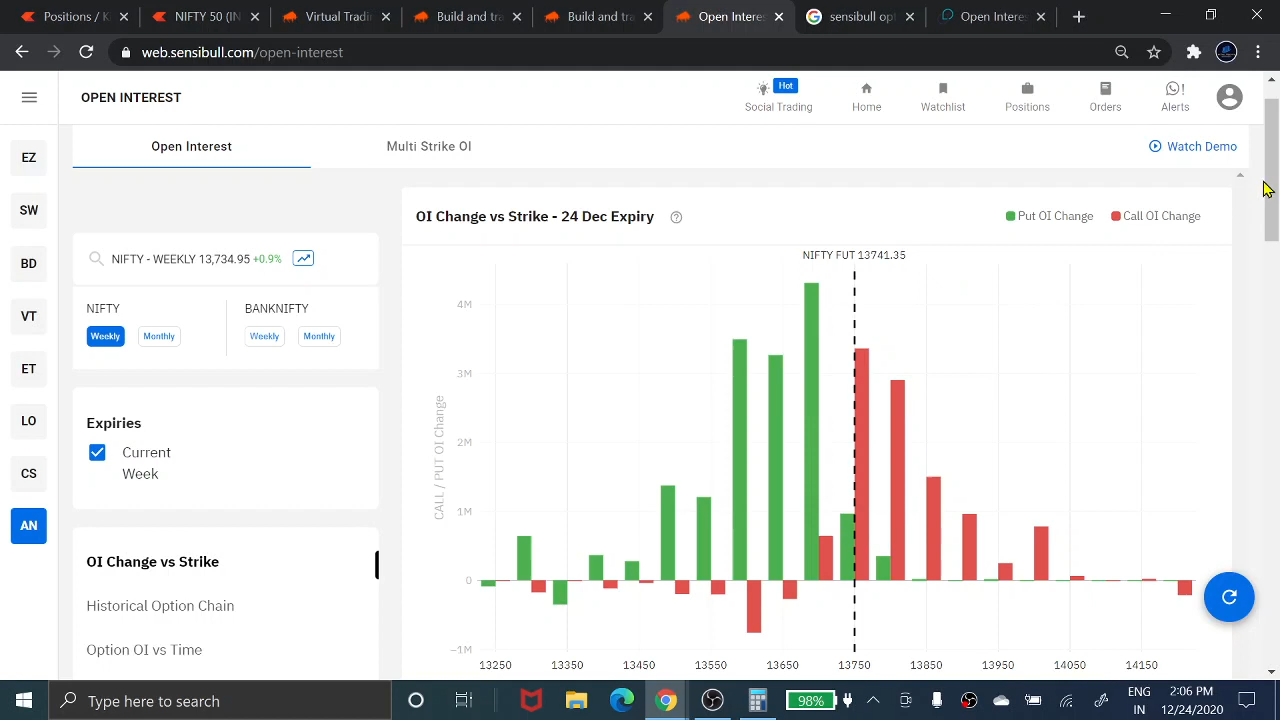 Positions / K
NIFTY 50 (IN
Virtual Tradi
Build and tra
Build and tra
Open Interes
sensibull opt
Open Interes
web.sensibull.com/open-interest
OPEN INTEREST
Hot
Social Trading
Home
Watchlist
Positions
Orders
Alerts
Open Interest
Multi Strike OI
Watch Demo
EZ
SW
BD
VT
ET
LO
CS
AN
NIFTY - WEEKLY 13,734.95 +0.9%
NIFTY
BANKNIFTY
Weekly
Monthly
Weekly
Monthly
Expiries
Current
Week
OI Change vs Strike
Historical Option Chain
Option OI vs Time
OI Change vs Strike - 24 Dec Expiry
Put OI Change
Call OI Change
NIFTY FUT 13741.35
CALL / PUT OI Change
4M
3M
2M
1M
0
−1M
13250
13350
13450
13550
13650
13750
13850
13950
14050
14150
Type here to search
98%
ENG
IN
2:06 PM
12/24/2020